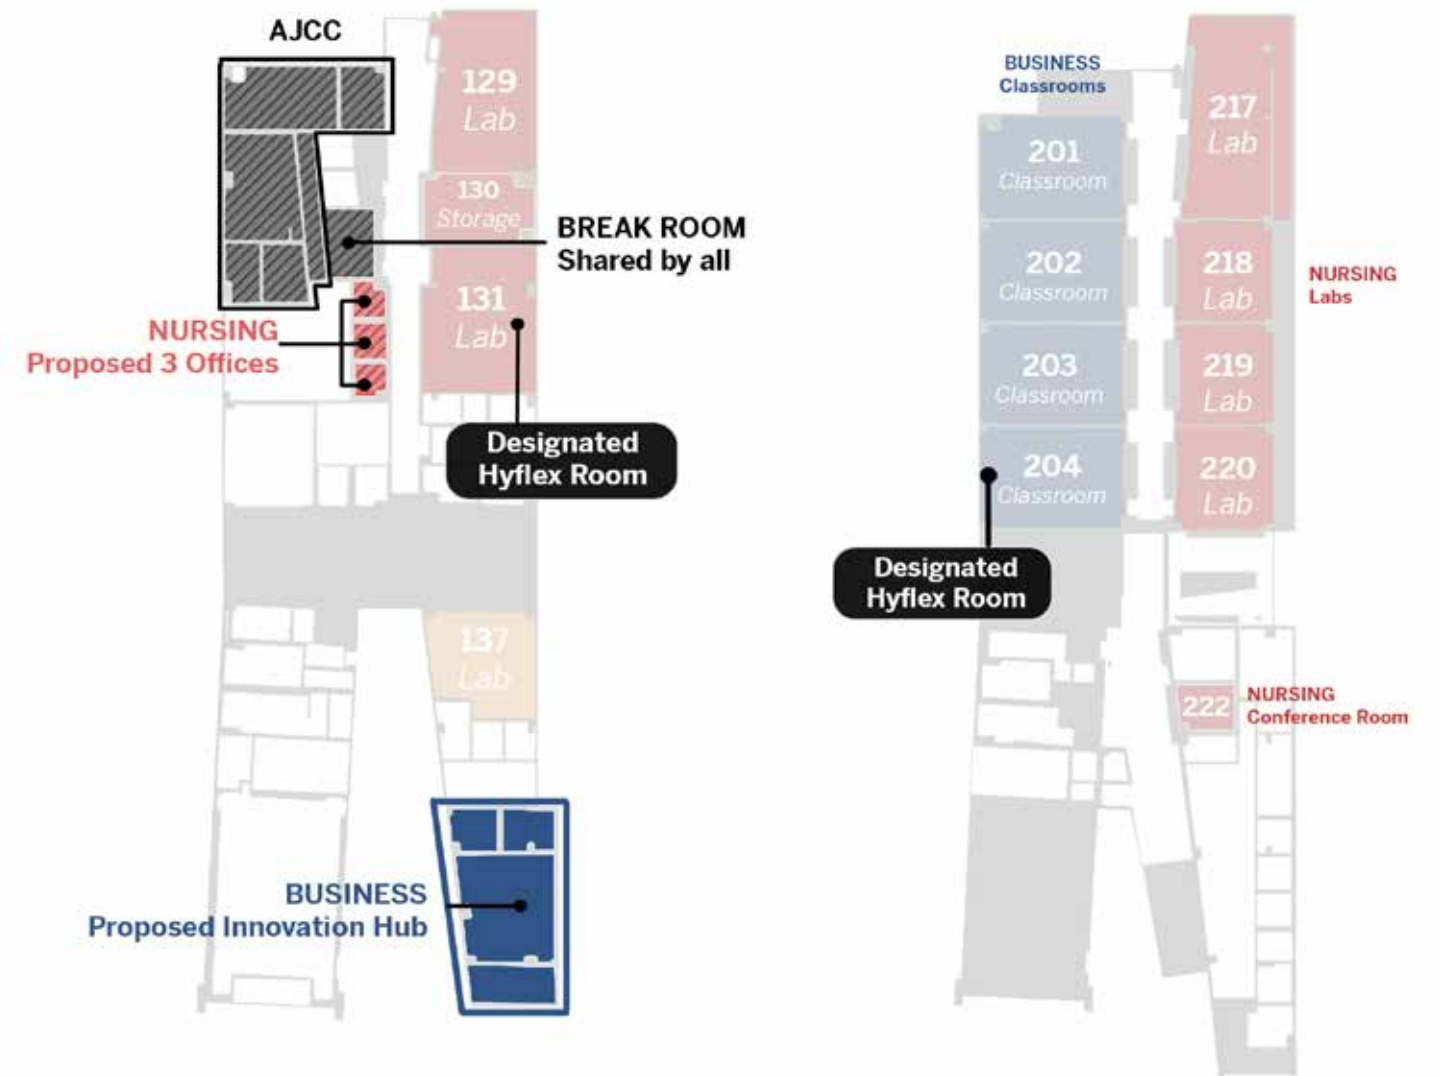 AJCC
129
Lab
130
Storage
BREAK ROOM
Shared by all
131
Lab
NURSING
Proposed 3 Offices
Designated
Hyflex Room
137
Lab
BUSINESS
Proposed Innovation Hub
BUSINESS
Classrooms
217
Lab
201
Classroom
202
Classroom
218
Lab
NURSING
Labs
203
Classroom
219
Lab
204
Classroom
220
Lab
Designated
Hyflex Room
222
NURSING
Conference Room